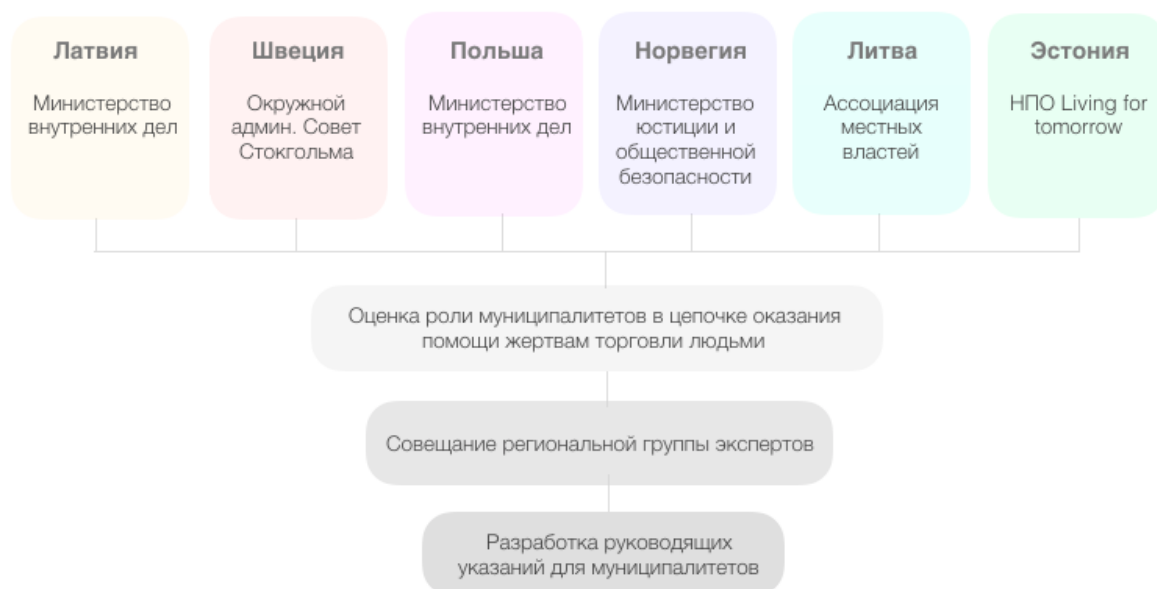 Латвия
Министерство
внутренних дел
Швеция
Окружной
админ. Совет
Стокгольма
Польша
Министерство
внутренних дел
Норвегия
Министерство
юстиции и
общественной
безопасности
Литва
Ассоциация
местных
властей
Эстония
НПО Living for
tomorrow
Оценка роли муниципалитетов в цепочке оказания
помощи жертвам торговли людьми
Совещание региональной группы экспертов
Разработка руководящих
указаний для муниципалитетов